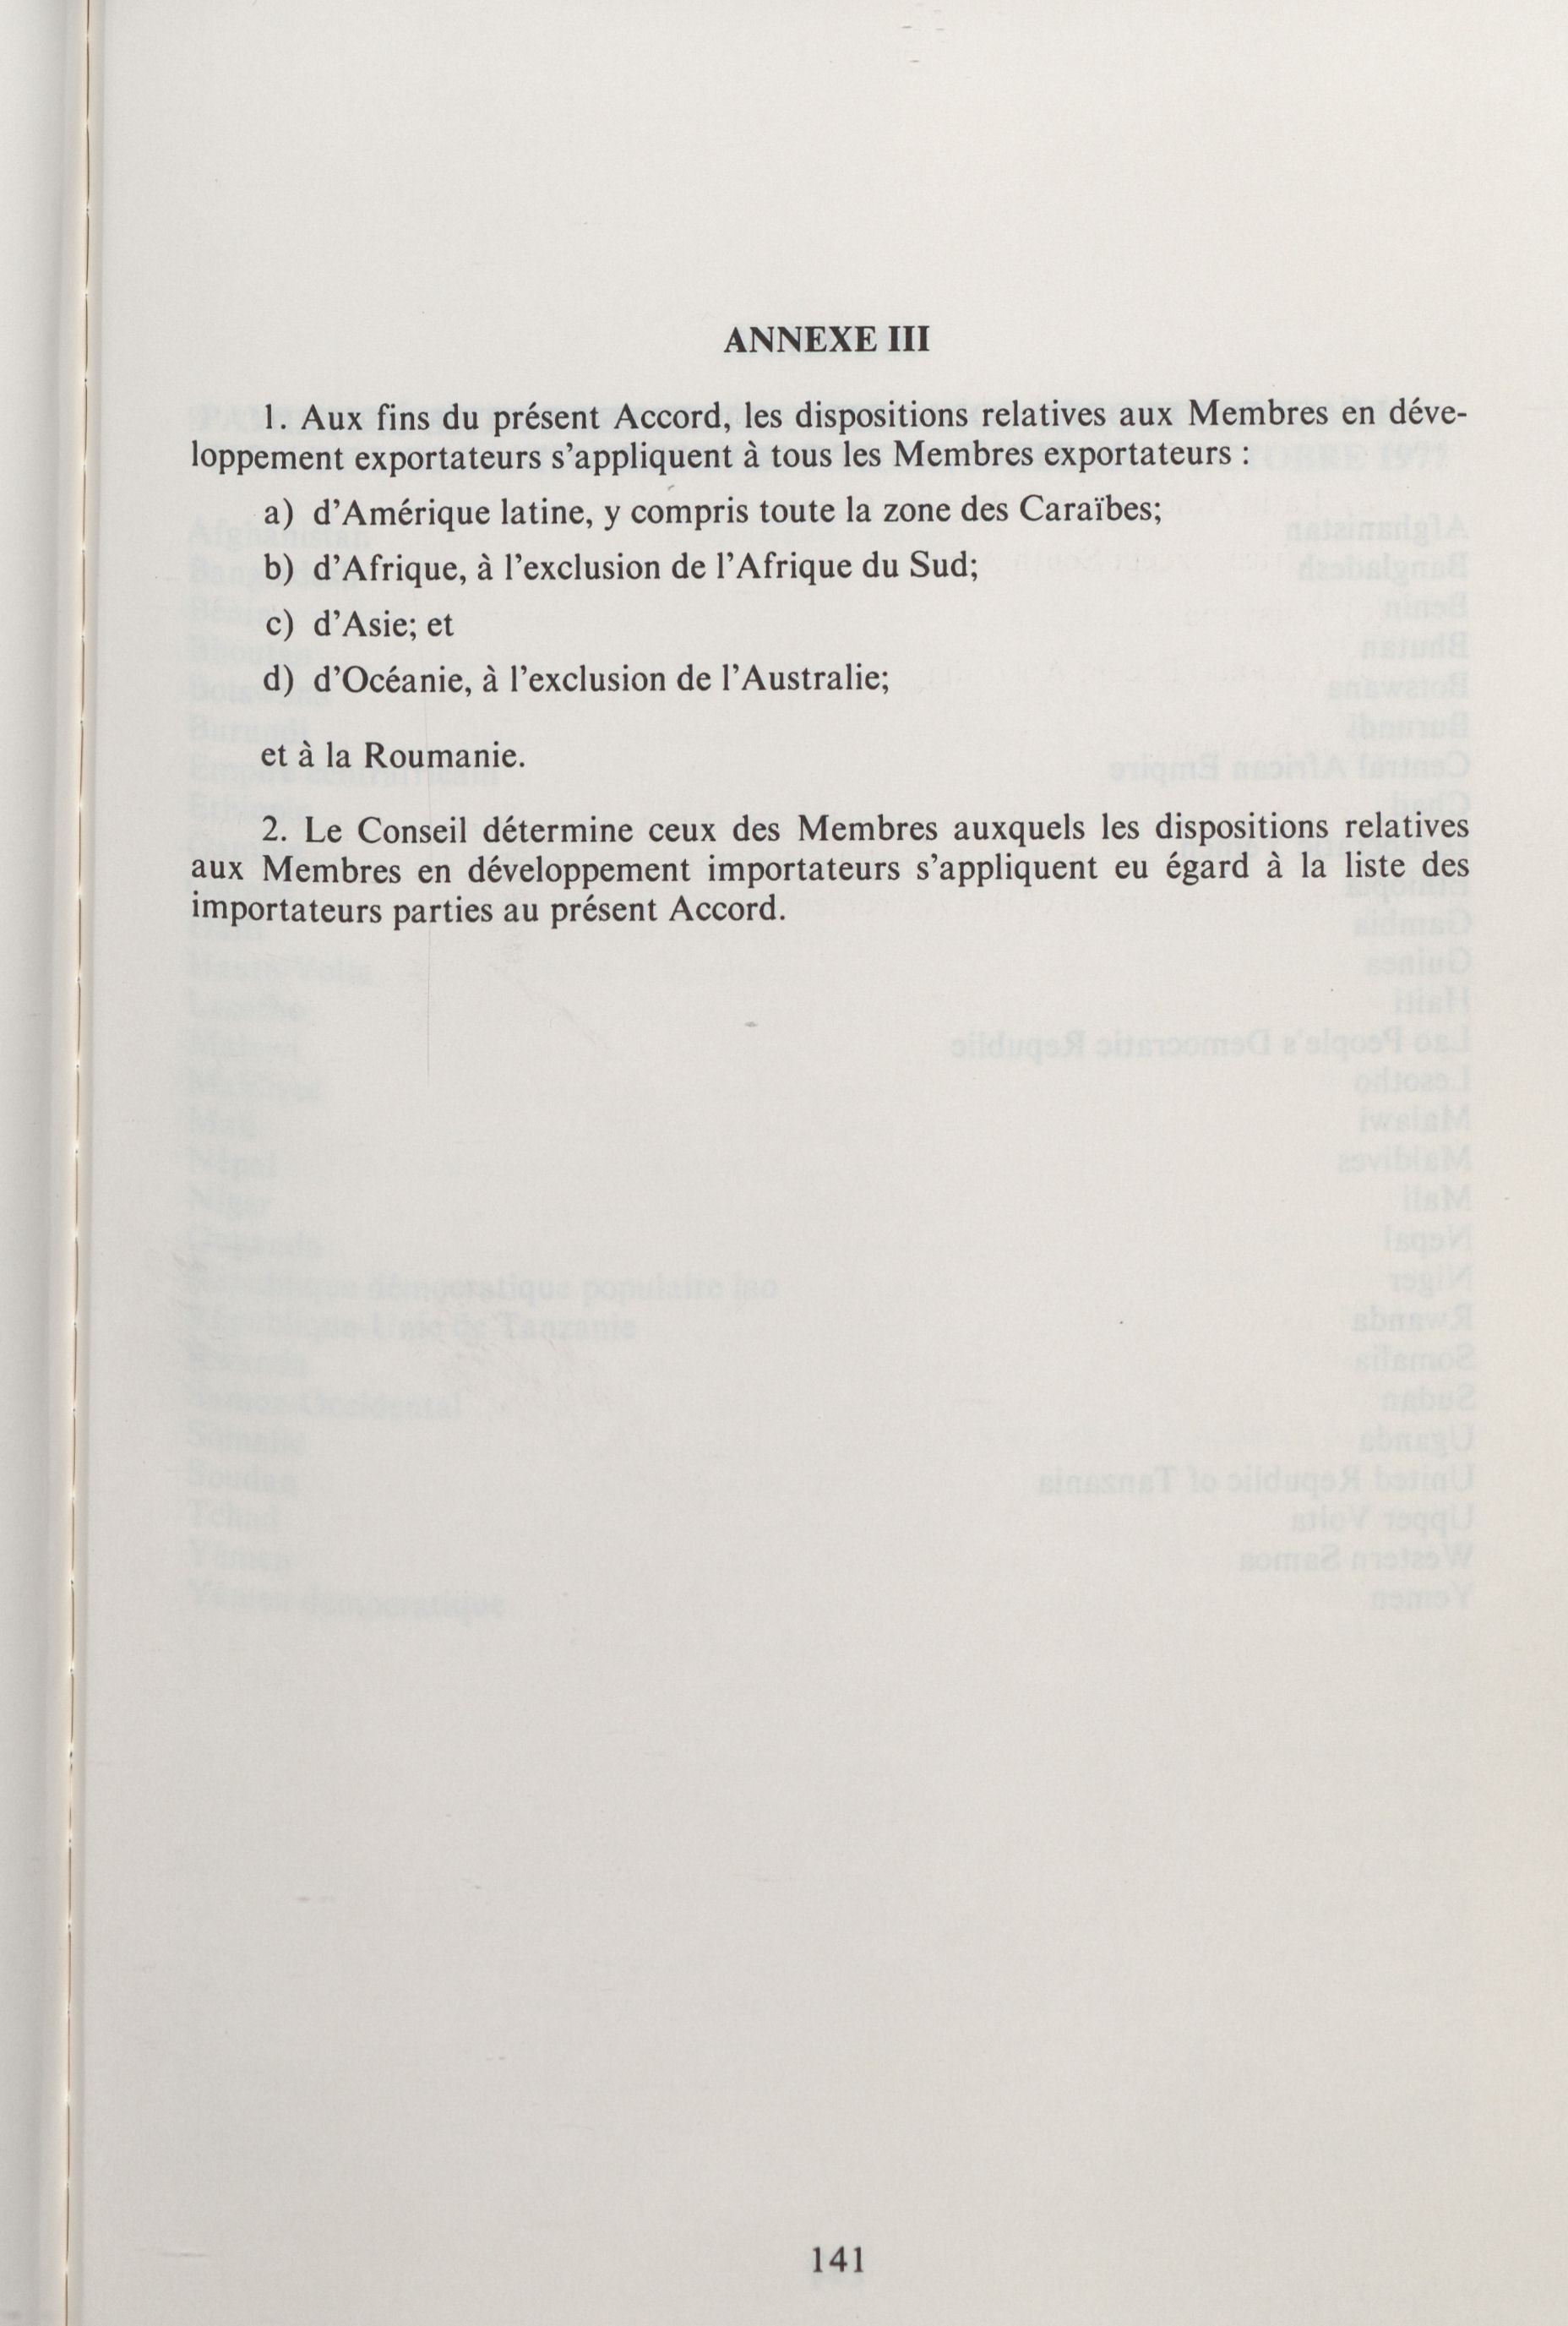 ANNEXE III
1. Aux fins du présent Accord, les dispositions relatives aux Membres en déve-
loppement exportateurs s'appliquent à tous les Membres exportateurs :
a) d'Amérique latine, y compris toute la zone des Caraïbes;
b) d'Afrique, à l'exclusion de l'Afrique du Sud;
c) d'Asie; et
d) d'Océanie, à l'exclusion de l'Australie;
et à la Roumanie.
2. Le Conseil détermine ceux des Membres auxquels les dispositions relatives
aux Membres en développement importateurs s'appliquent eu égard à la liste des
importateurs parties au présent Accord.
141